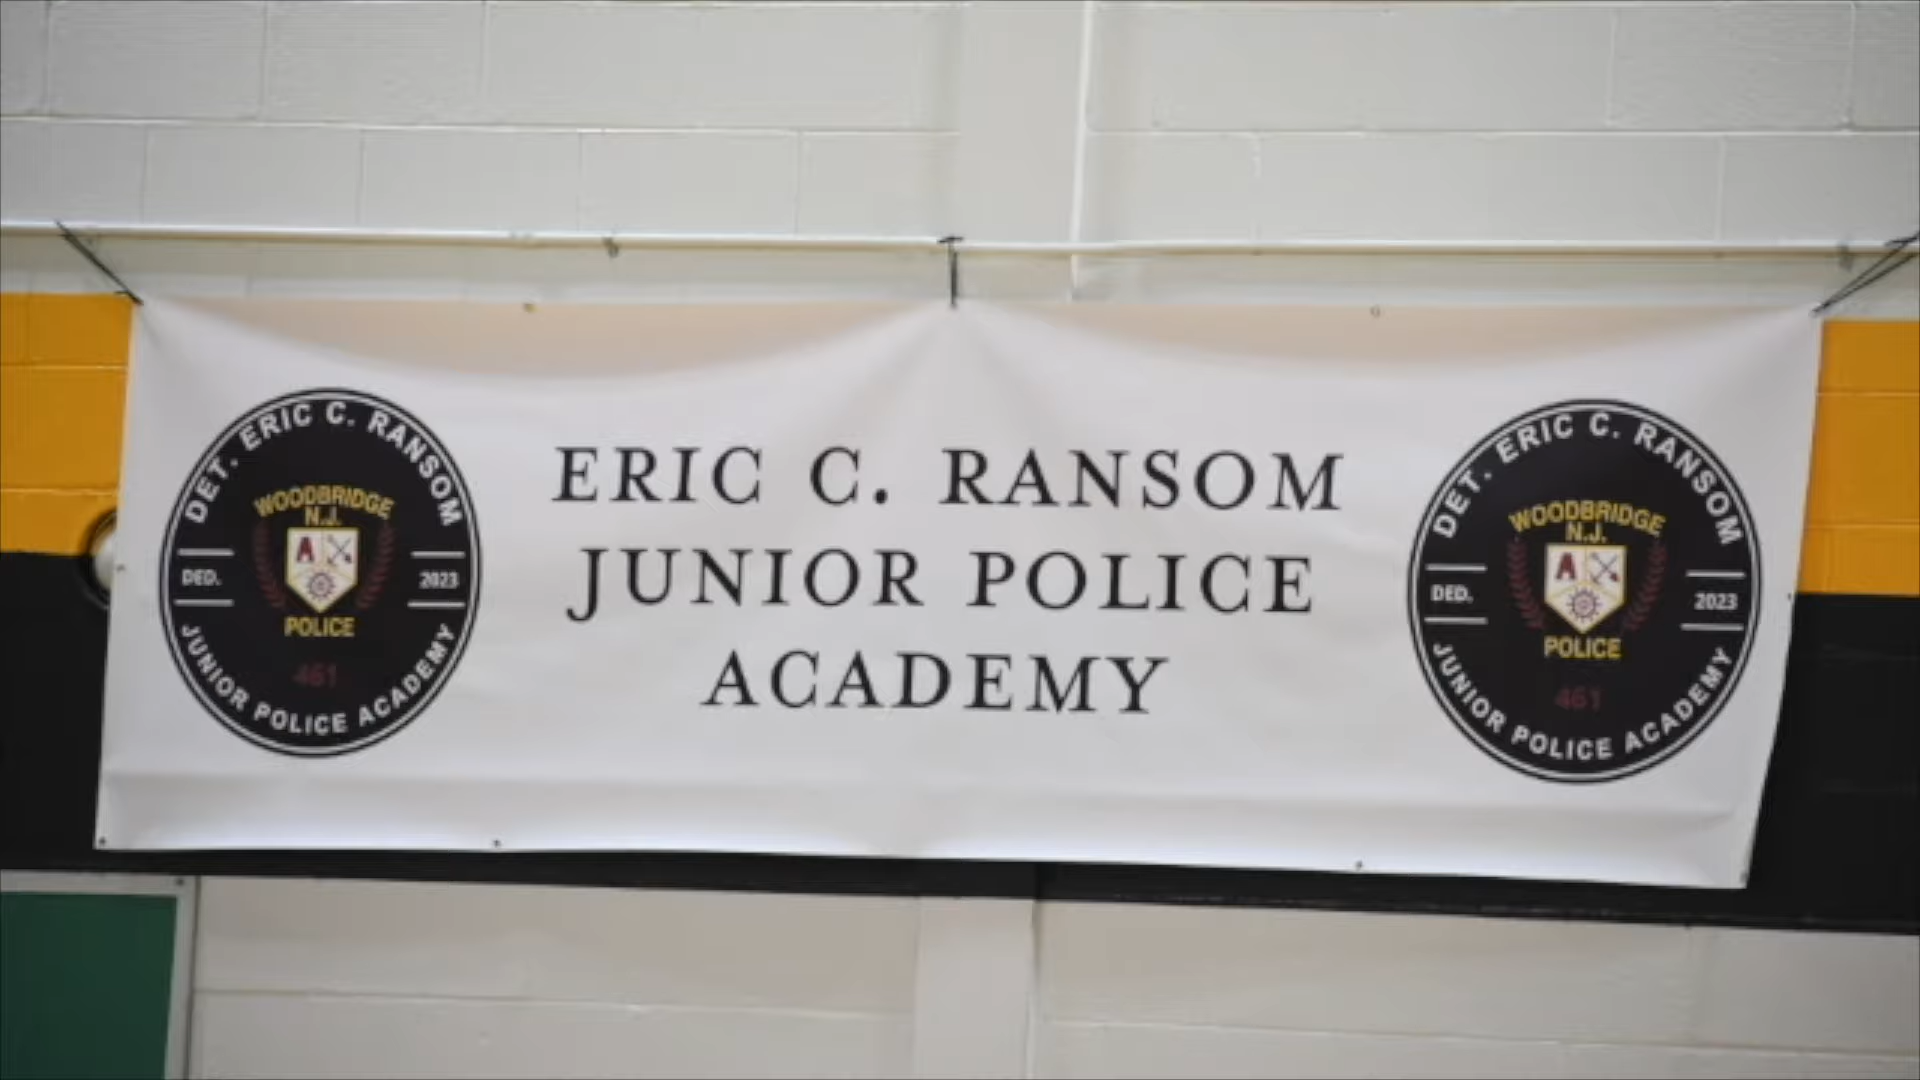 DET. ERIC C. RANSOM
WOODBRIDGE
N.J.
A
DED.
2023
POLICE
461
JUNIOR POLICE ACADEMY
ERIC C. RANSOM
JUNIOR POLICE
ACADEMY
DET. ERIC C. RANSOM
WOODBRIDGE
N.J.
A
DED.
2023
POLICE
461
JUNIOR POLICE ACADEMY